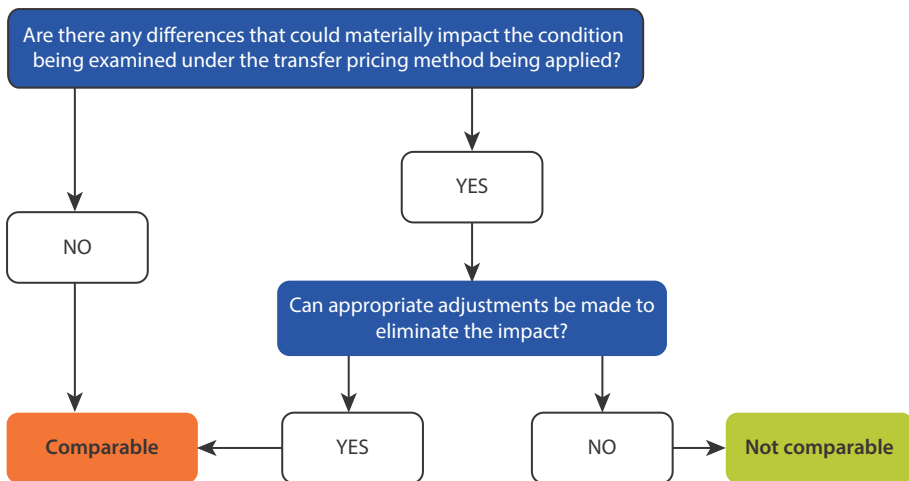 Are there any differences that could materially impact the condition
being examined under the transfer pricing method being applied?
YES
NO
Can appropriate adjustments be made to
eliminate the impact?
Comparable
YES
NO
Not comparable